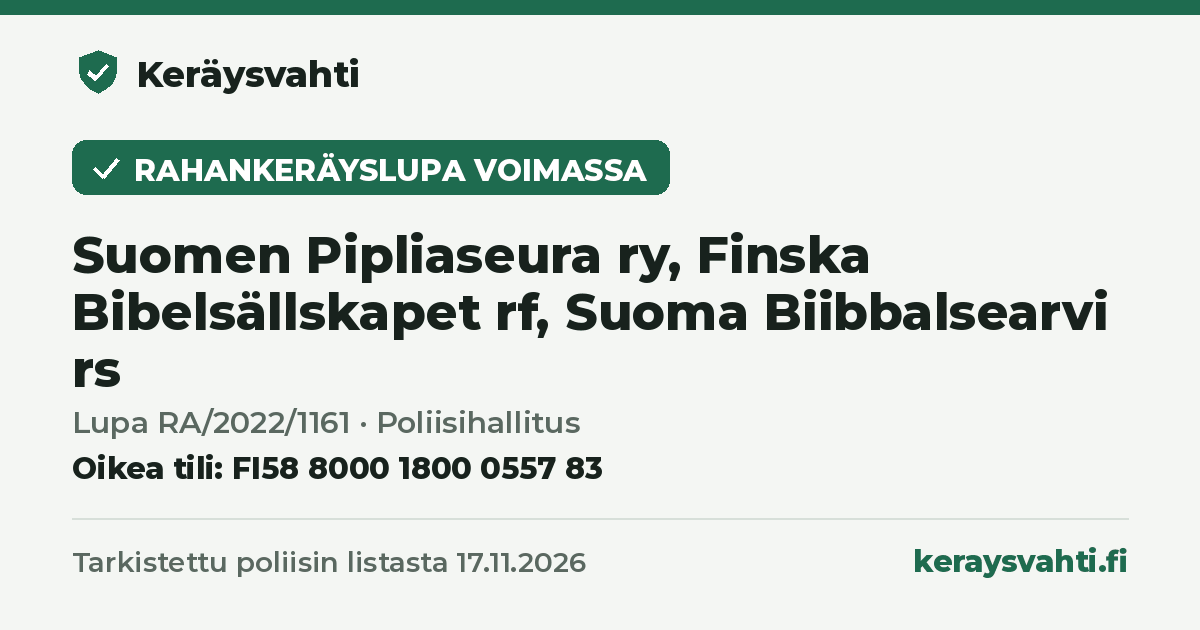 Keräysvahti
RAHANKERÄYSLUPA VOIMASSA
Suomen Pipliaseura ry, Finska
Bibelsällskapet rf, Suoma Biibbalsearvi
rs
Lupa RA/2022/1161 · Poliisihallitus
Oikea tili: FI58 8000 1800 0557 83
Tarkistettu poliisin listasta 17.11.2026
keraysvahti.fi